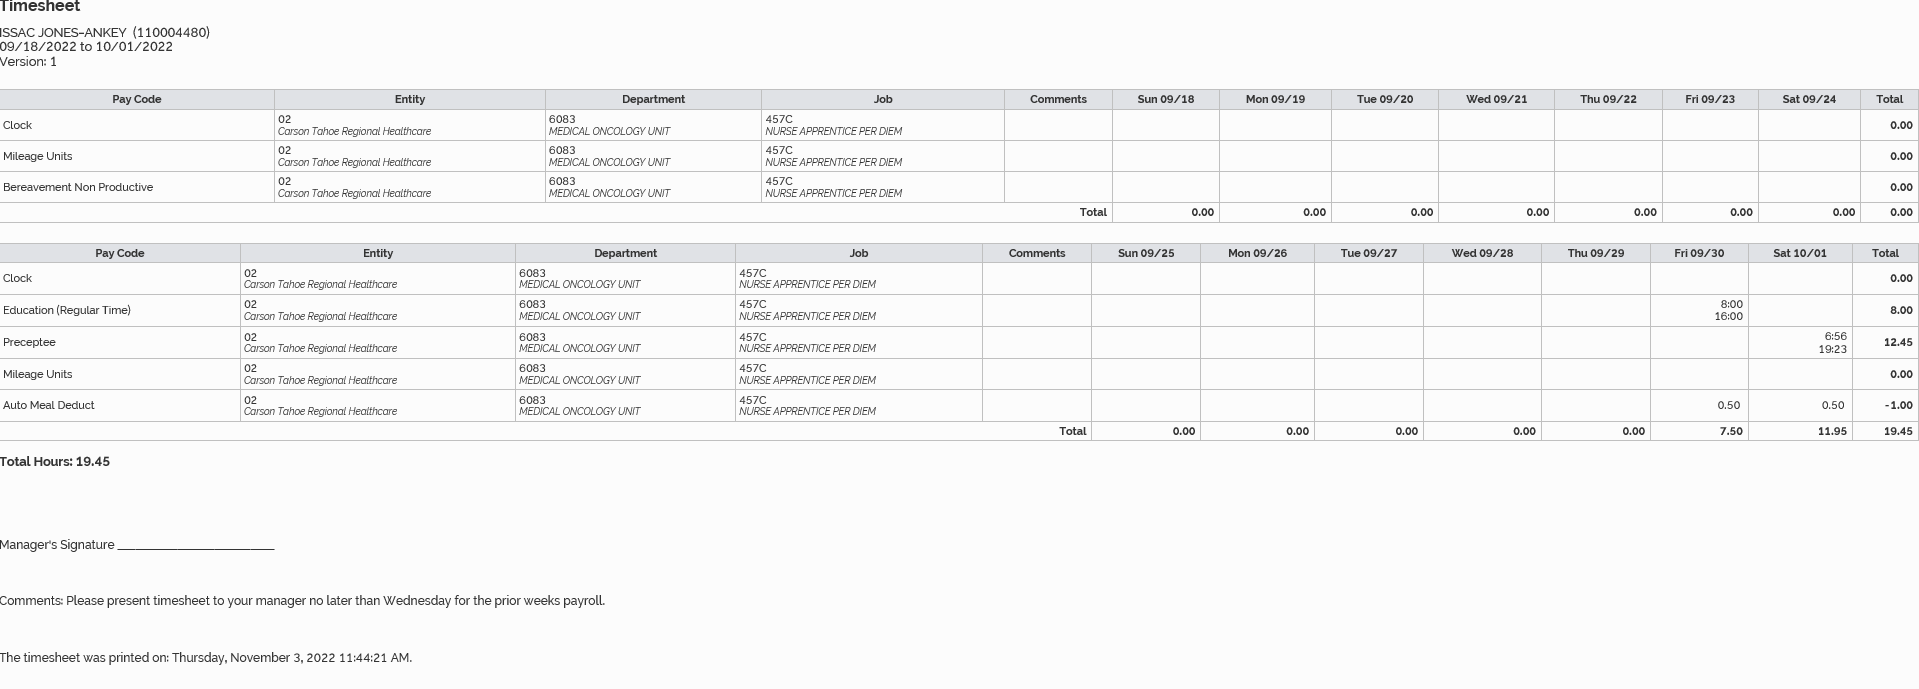 Timesheet
ISSAC JONES-ANKEY (110004480)
09/18/2022 to 10/01/2022
Version: 1
Pay Code Entity Department Job Comments Sun 09/18 Mon 09/19 Tue 09/20 Wed 09/21 Thu 09/22 Fri 09/23 Sat 09/24 Total
Clock 02 6083 457C 0.00
Carson Tahoe Regional Healthcare MEDICAL ONCOLOGY UNIT NURSE APPRENTICE PER DIEM
Mileage Units 02 6083 457C 0.00
Carson Tahoe Regional Healthcare MEDICAL ONCOLOGY UNIT NURSE APPRENTICE PER DIEM
Bereavement Non Productive 02 6083 457C 0.00
Carson Tahoe Regional Healthcare MEDICAL ONCOLOGY UNIT NURSE APPRENTICE PER DIEM
Total 0.00 0.00 0.00 0.00 0.00 0.00 0.00 0.00
Pay Code Entity Department Job Comments Sun 09/25 Mon 09/26 Tue 09/27 Wed 09/28 Thu 09/29 Fri 09/30 Sat 10/01 Total
Clock 02 6083 457C 0.00
Carson Tahoe Regional Healthcare MEDICAL ONCOLOGY UNIT NURSE APPRENTICE PER DIEM
Education (Regular Time) 02 6083 457C 8:00 8.00
Carson Tahoe Regional Healthcare MEDICAL ONCOLOGY UNIT NURSE APPRENTICE PER DIEM 16:00
Preceptee 02 6083 457C 6:56 12.45
Carson Tahoe Regional Healthcare MEDICAL ONCOLOGY UNIT NURSE APPRENTICE PER DIEM 19:23
Mileage Units 02 6083 457C 0.00
Carson Tahoe Regional Healthcare MEDICAL ONCOLOGY UNIT NURSE APPRENTICE PER DIEM
Auto Meal Deduct 02 6083 457C 0.50 0.50 -1.00
Carson Tahoe Regional Healthcare MEDICAL ONCOLOGY UNIT NURSE APPRENTICE PER DIEM
Total 0.00 0.00 0.00 0.00 0.00 7.50 11.95 19.45
Total Hours: 19.45
Manager's Signature __________________________
Comments: Please present timesheet to your manager no later than Wednesday for the prior weeks payroll.
The timesheet was printed on: Thursday, November 3, 2022 11:44:21 AM.